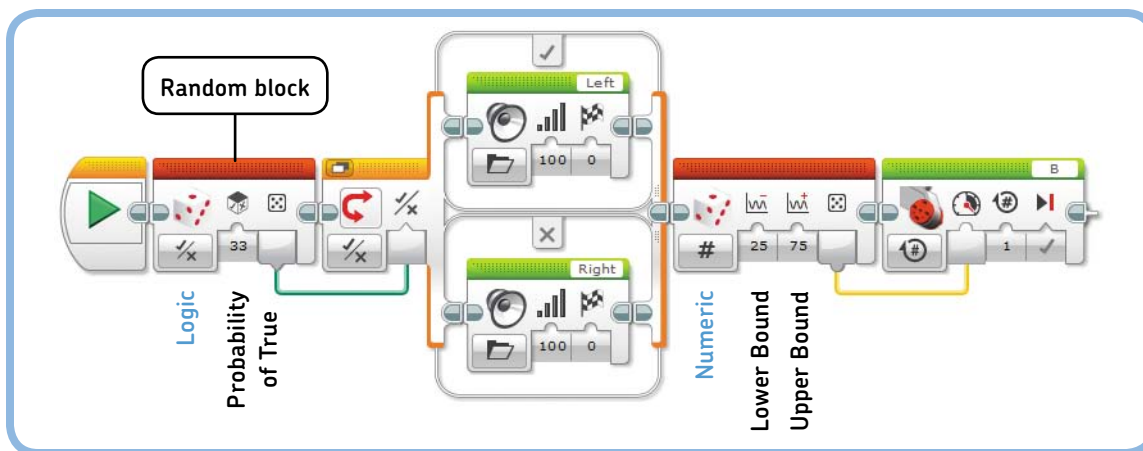 Random block
Left
100 0
B
33
25 75
#
1
Right
100 0
Logic
Probability
of True
Numeric
Lower Bound
Upper Bound